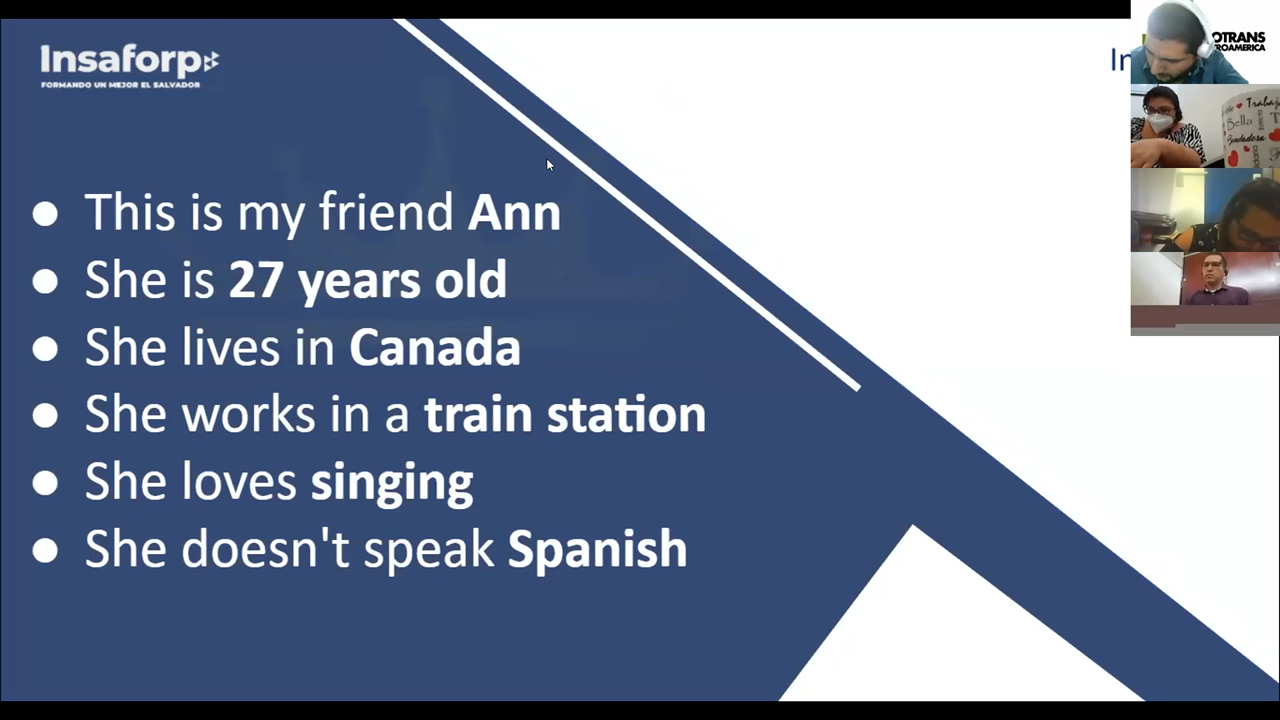 Insaforp
FORMANDO UN MEJOR EL SALVADOR
● This is my friend Ann
● She is 27 years old
● She lives in Canada
● She works in a train station
● She loves singing
● She doesn't speak Spanish
Bella